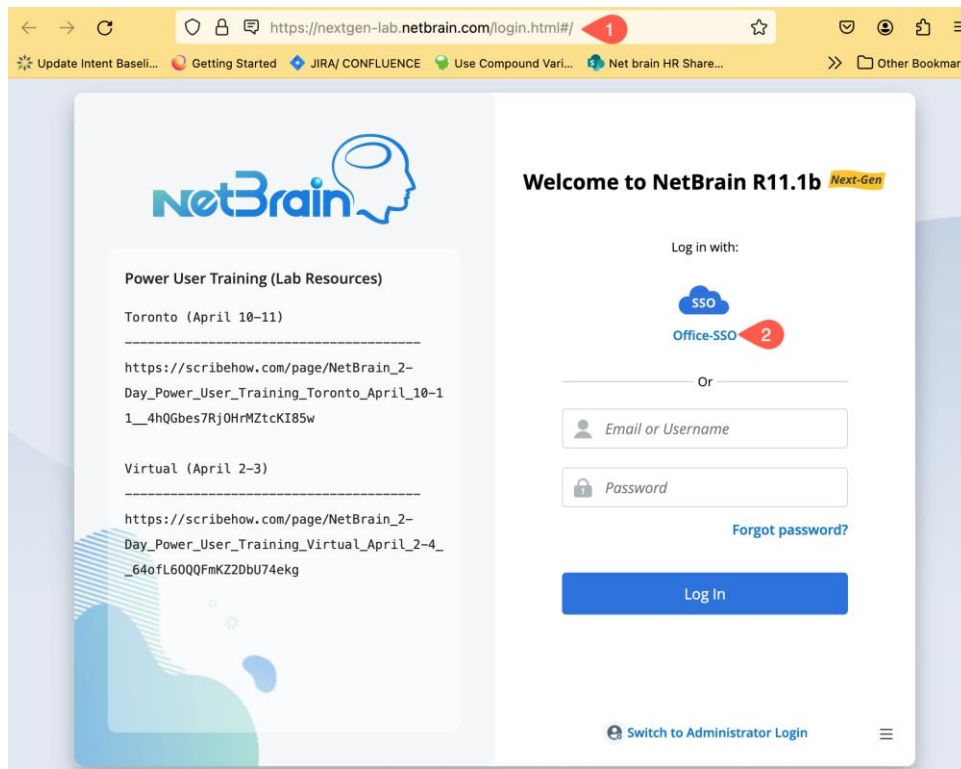 https://nextgen-lab.netbrain.com/login.html#/
1
Update Intent Baseli...
Getting Started
JIRA/ CONFLUENCE
Use Compound Vari...
Net brain HR Share...
Other Bookmar
NetBrain
Power User Training (Lab Resources)
Toronto (April 10-11)
---------------------------------------
https://scribehow.com/page/NetBrain_2-
Day_Power_User_Training_Toronto_April_10-1
1__4hQGbes7RjOHrMZtcKI85w
Virtual (April 2-3)
---------------------------------------
https://scribehow.com/page/NetBrain_2-
Day_Power_User_Training_Virtual_April_2-4_
_64ofL6OQQFmKZ2DbU74ekg
Welcome to NetBrain R11.1b Next-Gen
Log in with:
SSO
Office-SSO
2
Or
Email or Username
Password
Forgot password?
Log In
Switch to Administrator Login